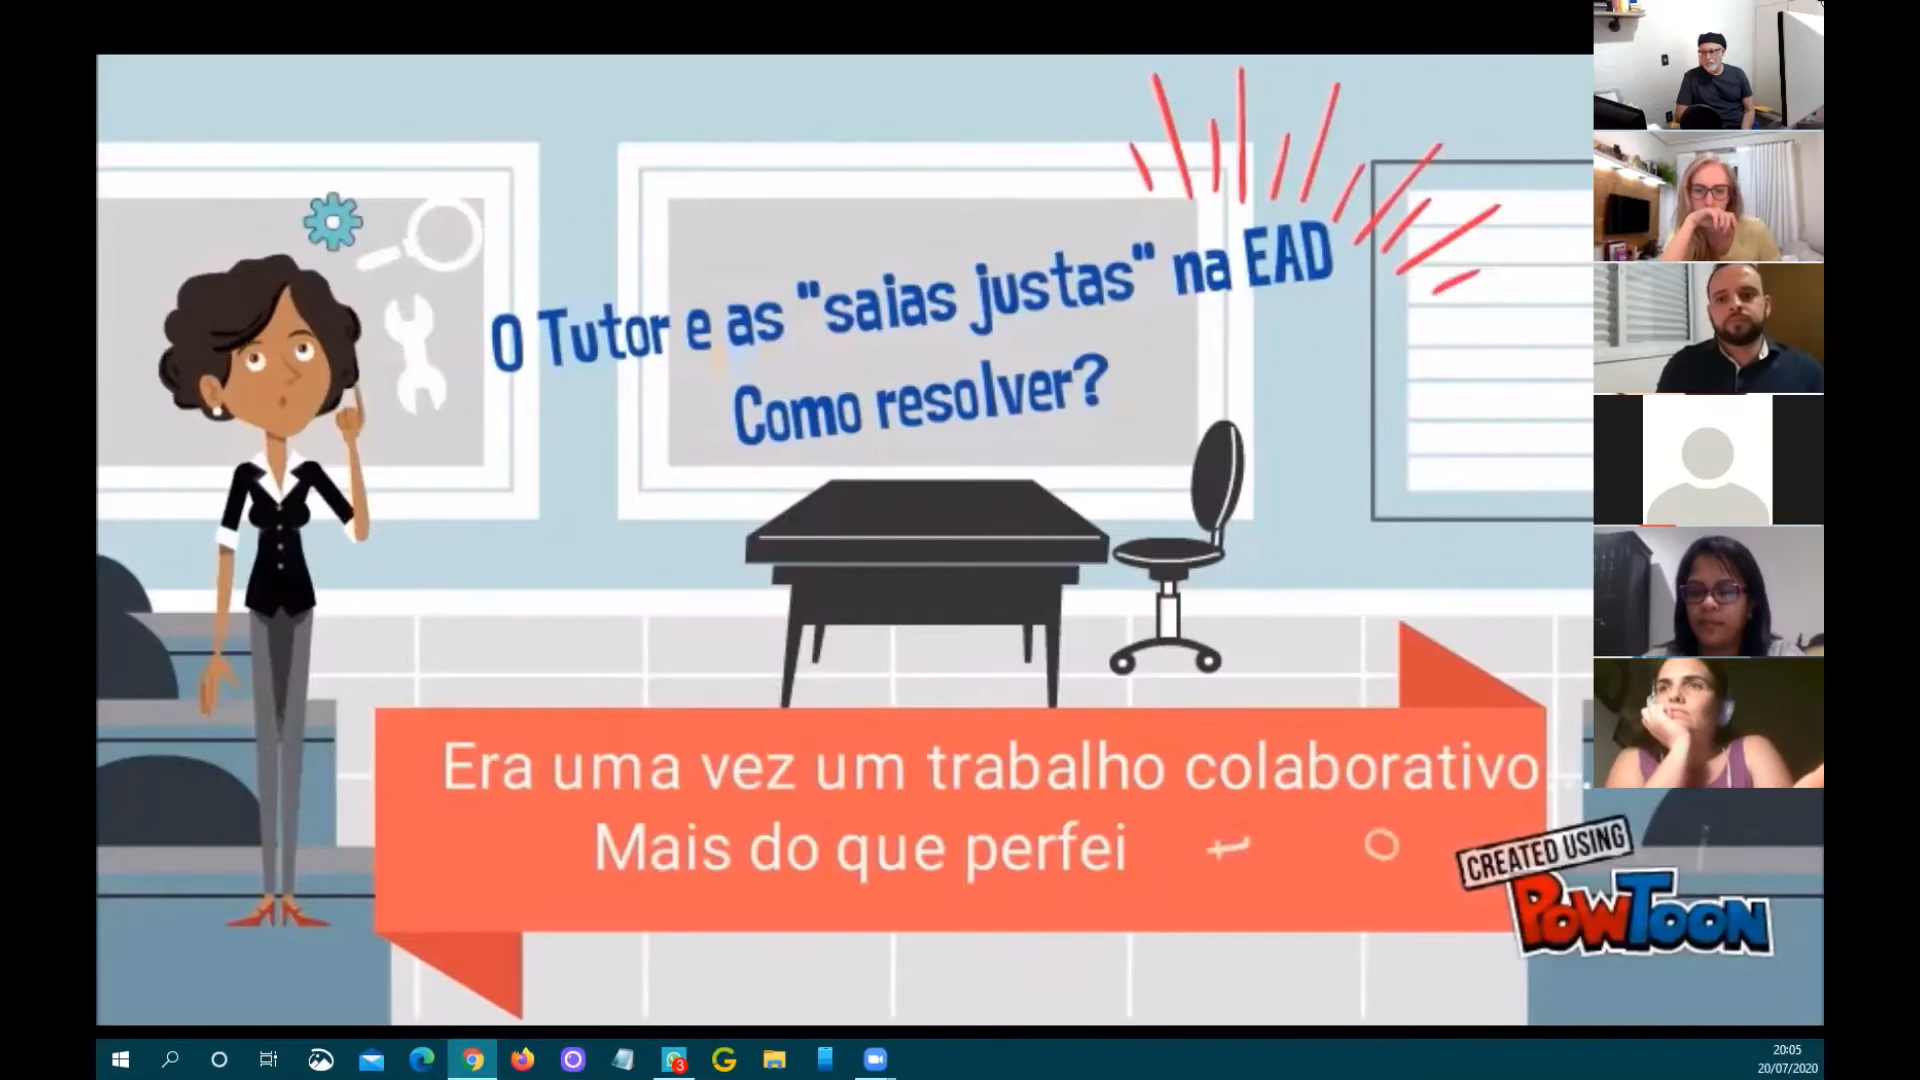 O Tutor e as "saias justas" na EAD
Como resolver?
Era uma vez um trabalho colaborativo...
Mais do que perfei t o
CREATED USING
POWTOON
3
20:05
20/07/2020